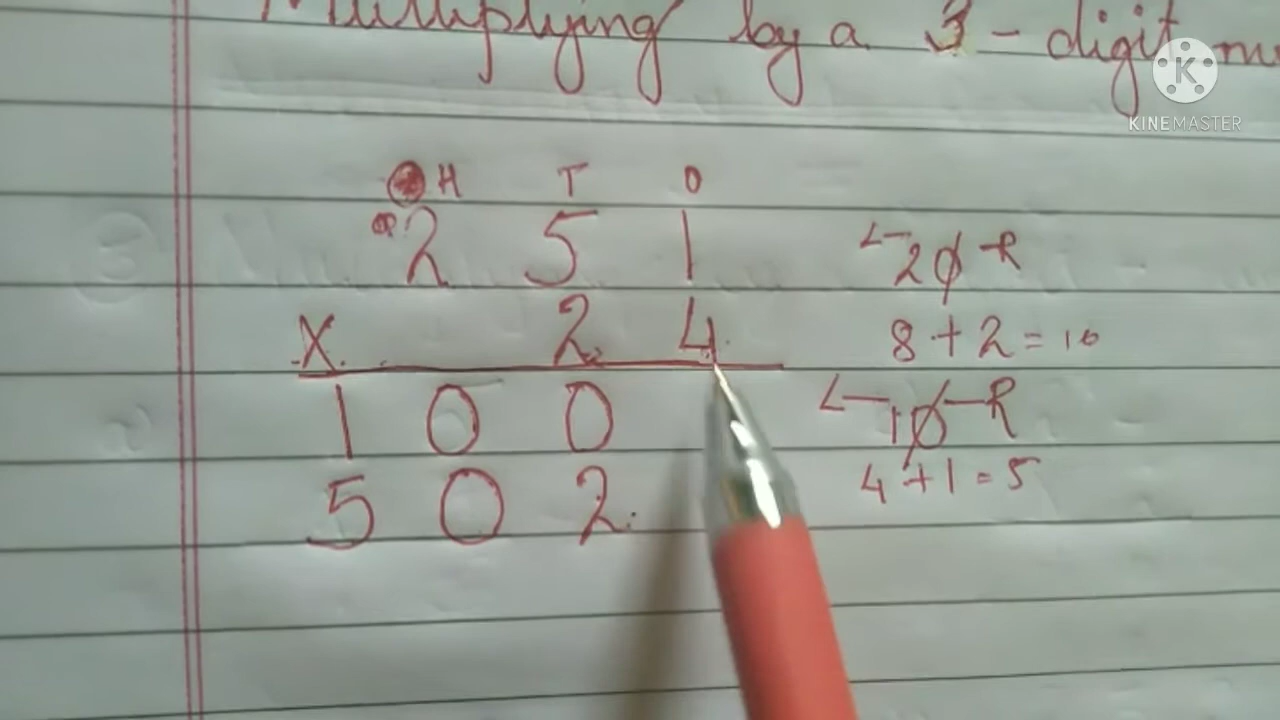 Multiplying by a 3-digit
KINEMASTER
H T O
2 5 1
X 2 4
1 0 0
5 0 2
L 20 R
8 + 2 = 10
L 10 R
4 + 1 = 5